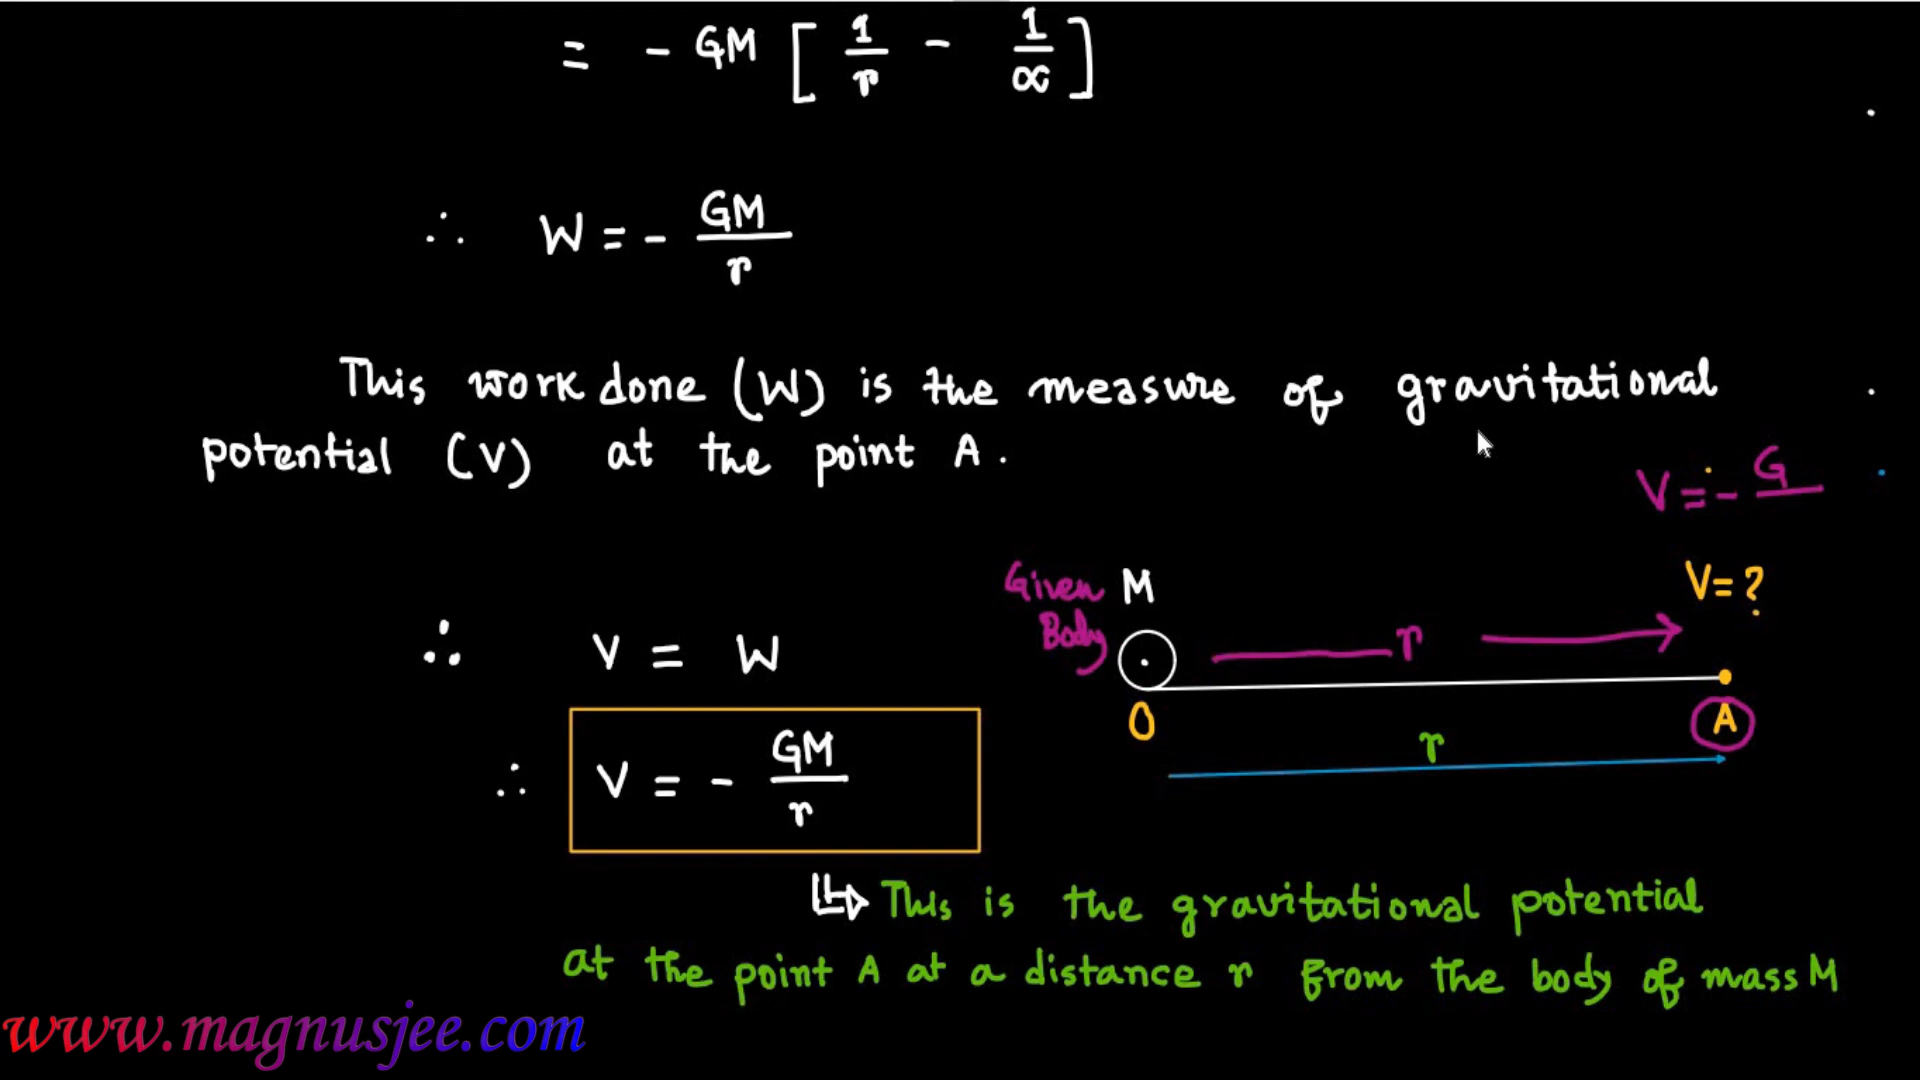 = - GM [ 1/r - 1/∞ ]
∴ W = - GM/r
This work done (W) is the measure of gravitational
potential (V) at the point A.
V = - G
Given M
Body
V = ?
r
O
A
r
∴ V = W
∴ V = - GM/r
This is the gravitational potential
at the point A at a distance r from the body of mass M
www.magnusjee.com